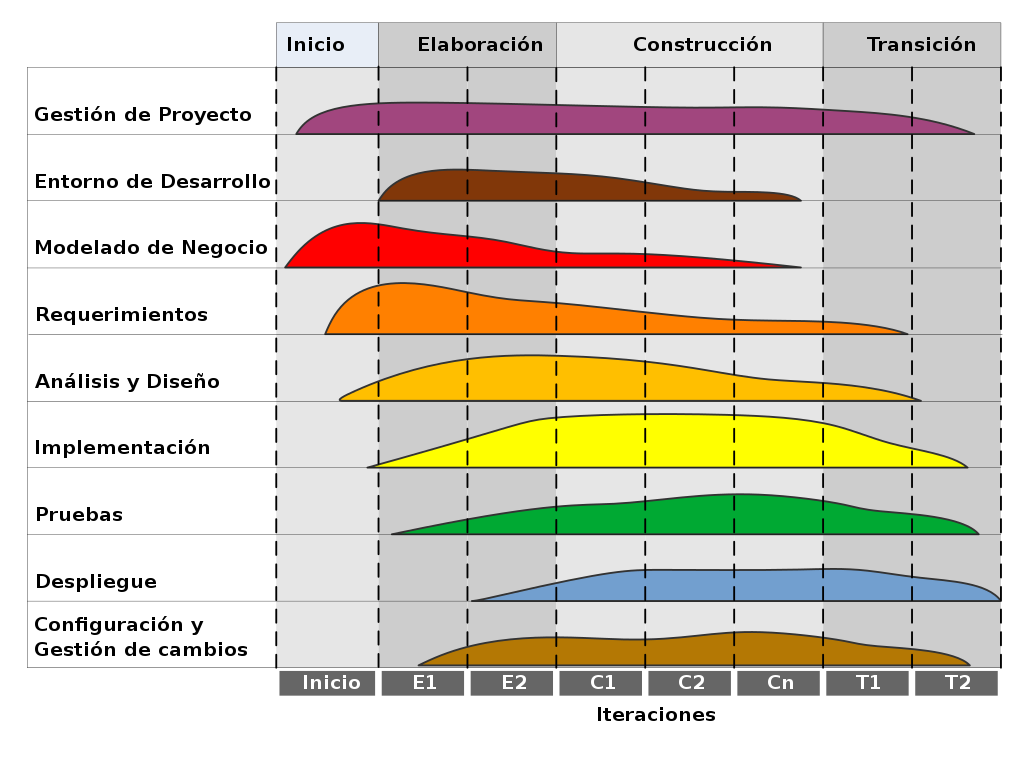 Inicio Elaboración Construcción Transición
Gestión de Proyecto
Entorno de Desarrollo
Modelado de Negocio
Requerimientos
Análisis y Diseño
Implementación
Pruebas
Despliegue
Configuración y
Gestión de cambios
Inicio E1 E2 C1 C2 Cn T1 T2
Iteraciones